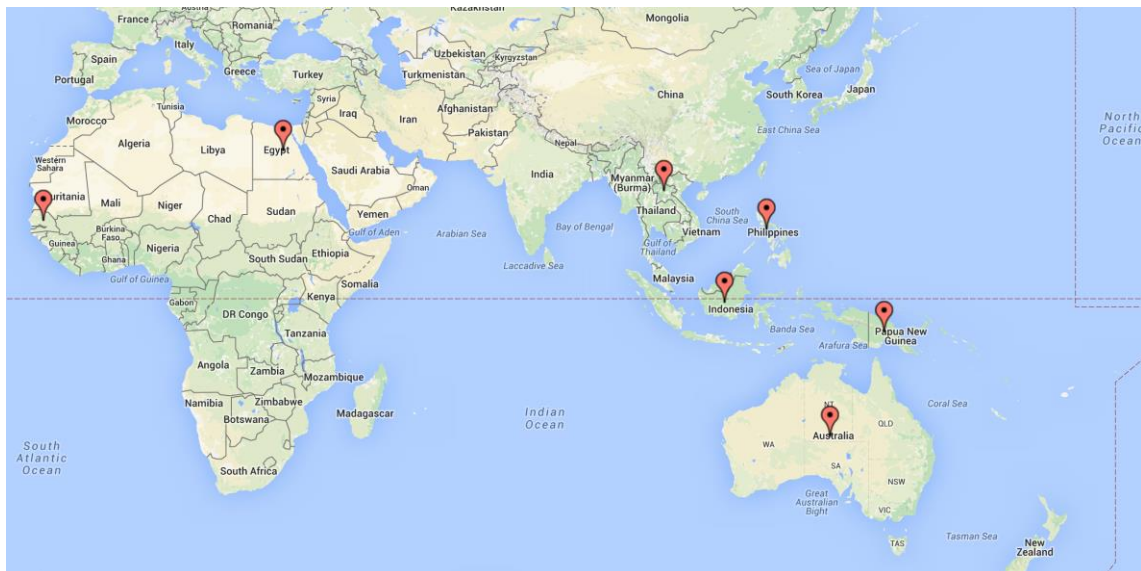 Kazakhstan
Mongolia
France
Austria
Romania
Italy
Uzbekistan
Kyrgyzstan
Spain
Portugal
Greece
Turkey
Turkmenistan
Sea of Japan
China
South Korea
Japan
Tunisia
Syria
Iraq
Iran
Afghanistan
Morocco
Pakistan
East China Sea
North
Pacific
Ocean
Algeria
Libya
Egypt
Nepal
Western
Sahara
Saudi Arabia
India
Myanmar
(Burma)
uritania
Mali
Niger
Oman
Chad
Sudan
Yemen
Thailand
South
China Sea
Burkina
Faso
Guinea
Gulf of Aden
Arabian Sea
Bay of Bengal
Vietnam
Philippines
Nigeria
Ghana
Ethiopia
South Sudan
Gulf of
Thailand
Laccadive Sea
Gulf of Guinea
Somalia
Malaysia
Gabon
Kenya
Indonesia
DR Congo
Tanzania
Banda Sea
Papua New
Guinea
Arafura Sea
Angola
Zambia
Mozambique
Namibia
Zimbabwe
Botswana
Madagascar
Indian
Ocean
NT
Coral Sea
QLD
Australia
WA
South
Atlantic
Ocean
South Africa
SA
NSW
Great
Australian
Bight
VIC
Tasman Sea
TAS
New
Zealand